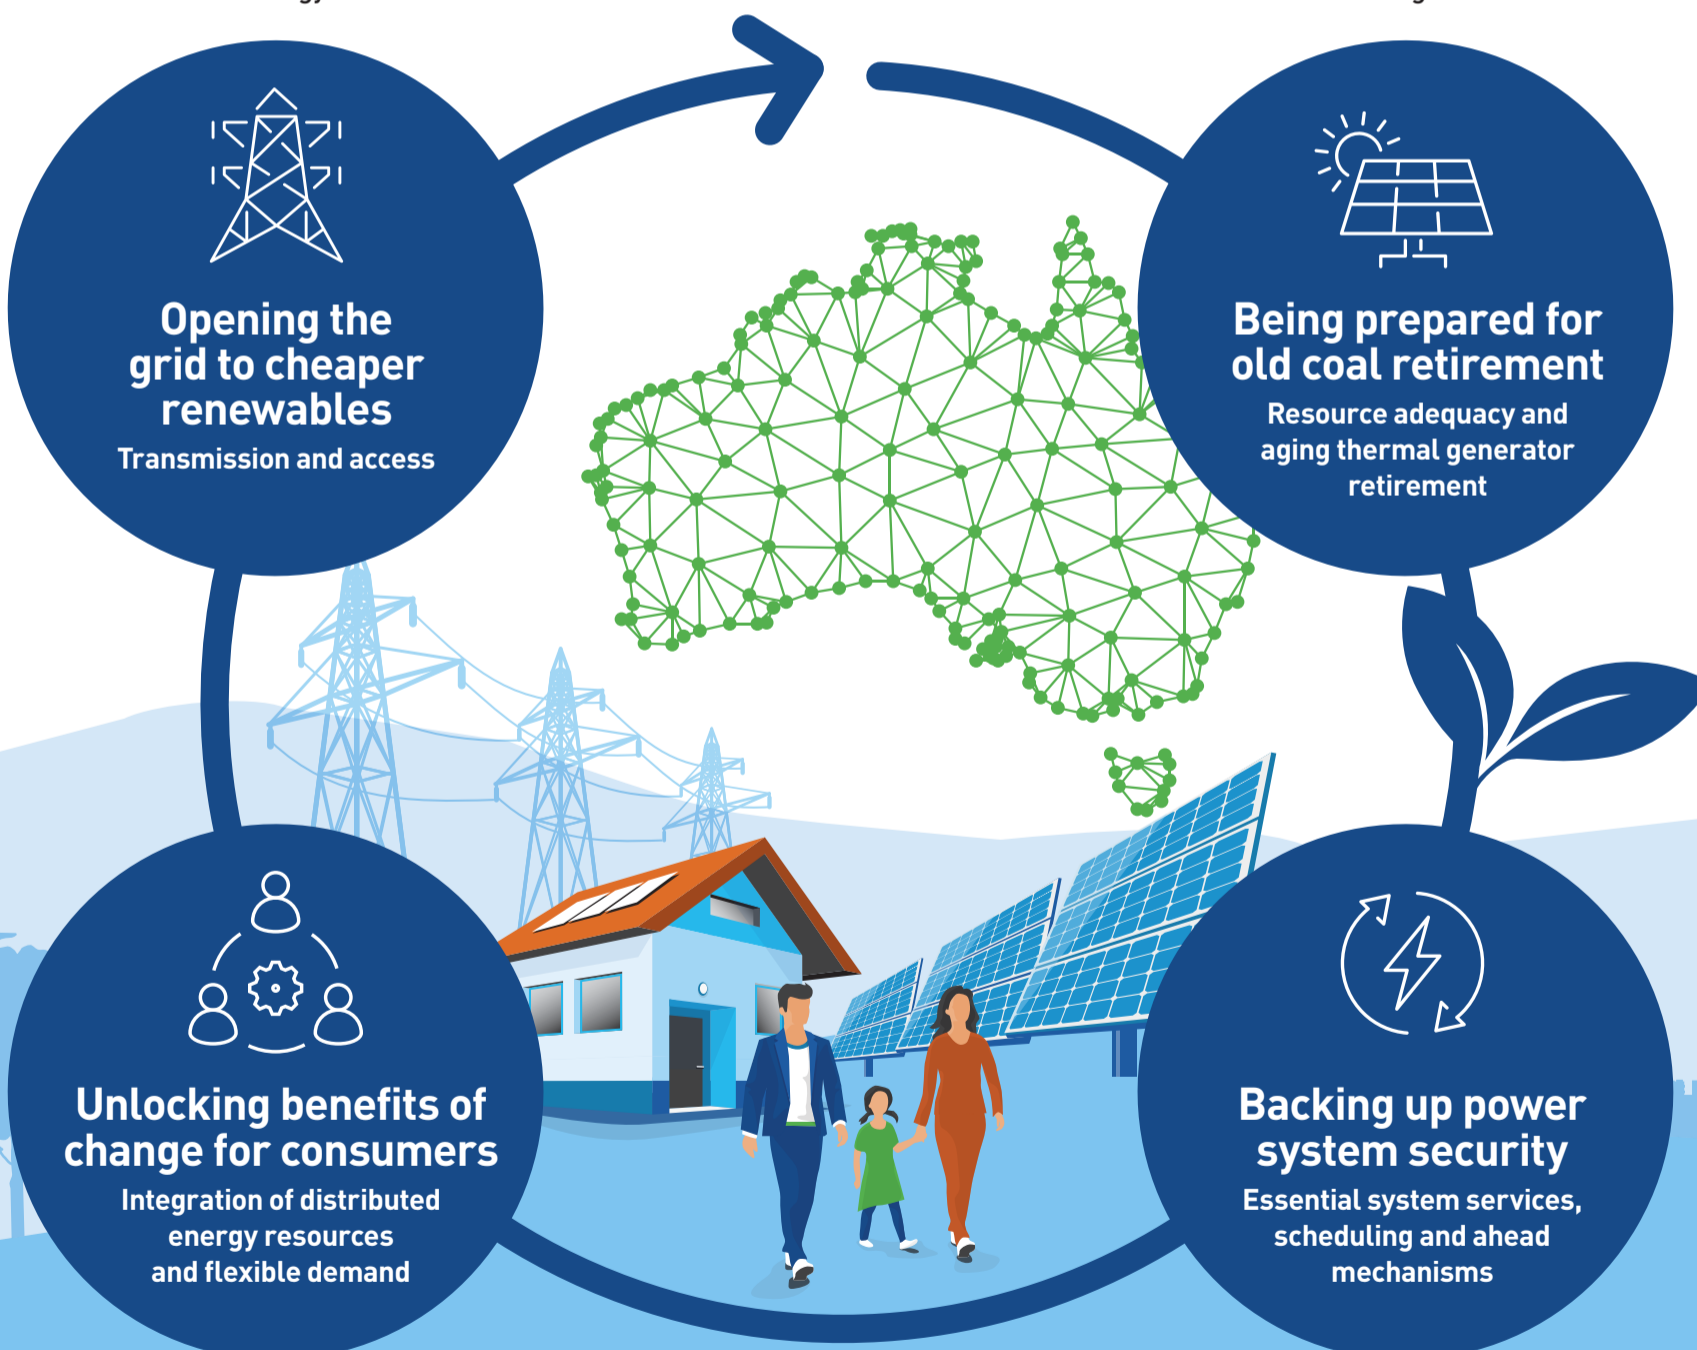 Opening the
grid to cheaper
renewables
Transmission and access
Being prepared for
old coal retirement
Resource adequacy and
aging thermal generator
retirement
Unlocking benefits of
change for consumers
Integration of distributed
energy resources
and flexible demand
Backing up power
system security
Essential system services,
scheduling and ahead
mechanisms